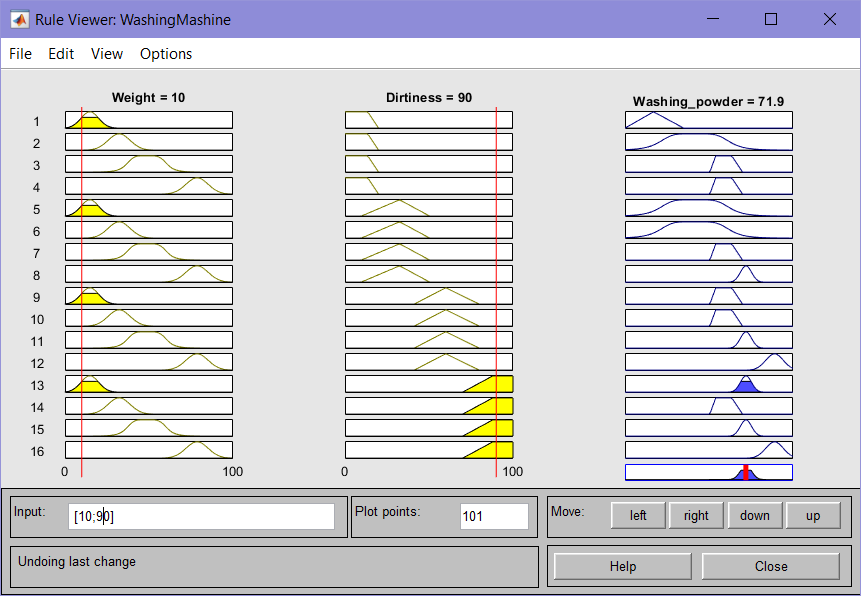 Rule Viewer: WashingMashine
File Edit View Options
Weight = 10 Dirtiness = 90 Washing_powder = 71.9
1
2
3
4
5
6
7
8
9
10
11
12
13
14
15
16
0 100 0 100
Input: [10;90] Plot points: 101 Move: left right down up
Undoing last change Help Close